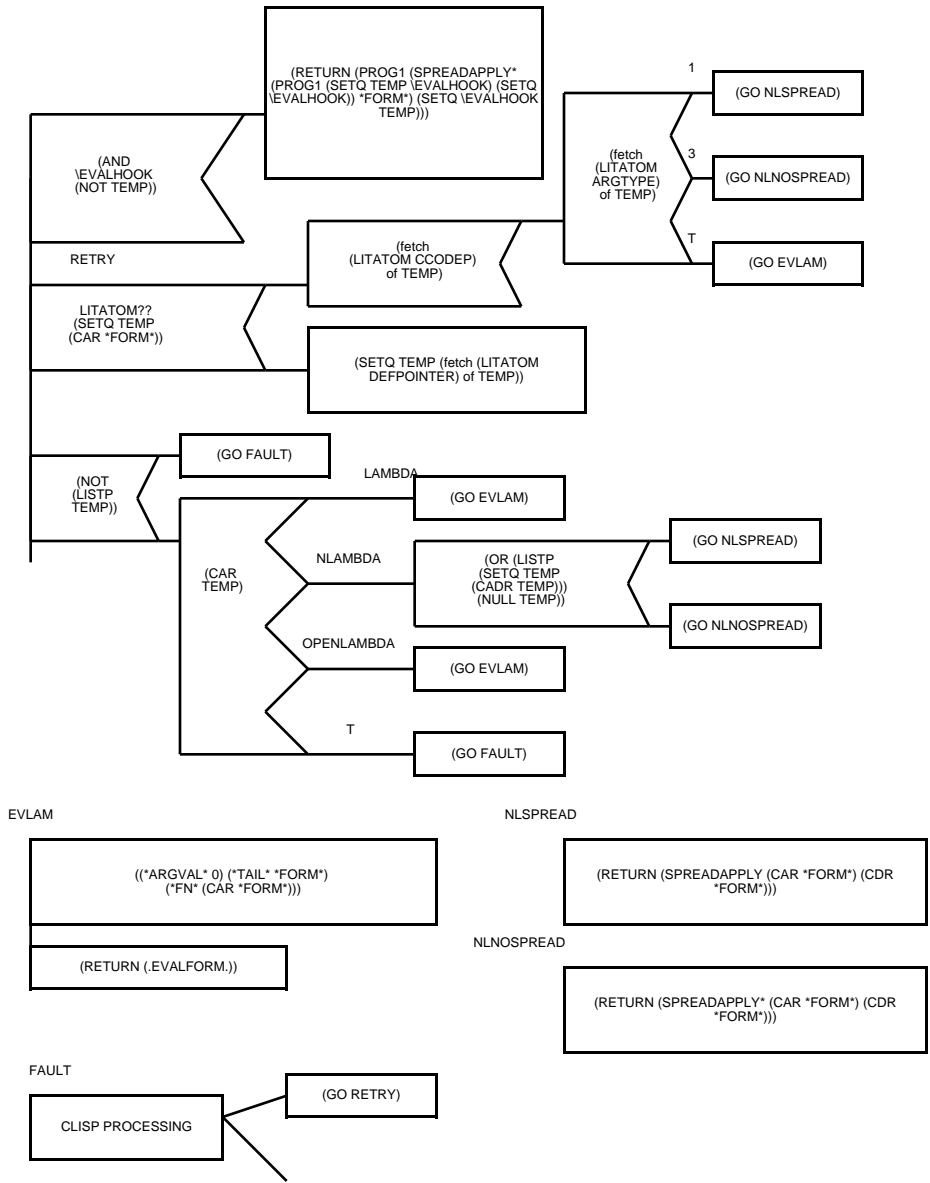 (RETURN (PROG1 (SPREADAPPLY*
(PROG1 (SETQ TEMP \EVALHOOK) (SETQ
\EVALHOOK)) *FORM*) (SETQ \EVALHOOK
TEMP)))
(AND
\EVALHOOK
(NOT TEMP))
1
(GO NLSPREAD)
(fetch
(LITATOM
ARGTYPE)
of TEMP)
3
(GO NLNOSPREAD)
T
(GO EVLAM)
RETRY
(fetch
(LITATOM CCODEP)
of TEMP)
LITATOM??
(SETQ TEMP
(CAR *FORM*))
(SETQ TEMP (fetch (LITATOM
DEFPOINTER) of TEMP))
(NOT
(LISTP
TEMP))
(GO FAULT)
LAMBDA
(GO EVLAM)
(CAR
TEMP)
NLAMBDA
(OR (LISTP
(SETQ TEMP
(CADR TEMP)))
(NULL TEMP))
(GO NLSPREAD)
(GO NLNOSPREAD)
OPENLAMBDA
(GO EVLAM)
T
(GO FAULT)
EVLAM
((*ARGVAL* 0) (*TAIL* *FORM*)
(*FN* (CAR *FORM*)))
(RETURN (.EVALFORM.))
NLSPREAD
(RETURN (SPREADAPPLY (CAR *FORM*) (CDR
*FORM*)))
NLNOSPREAD
(RETURN (SPREADAPPLY* (CAR *FORM*) (CDR
*FORM*)))
FAULT
CLISP PROCESSING
(GO RETRY)